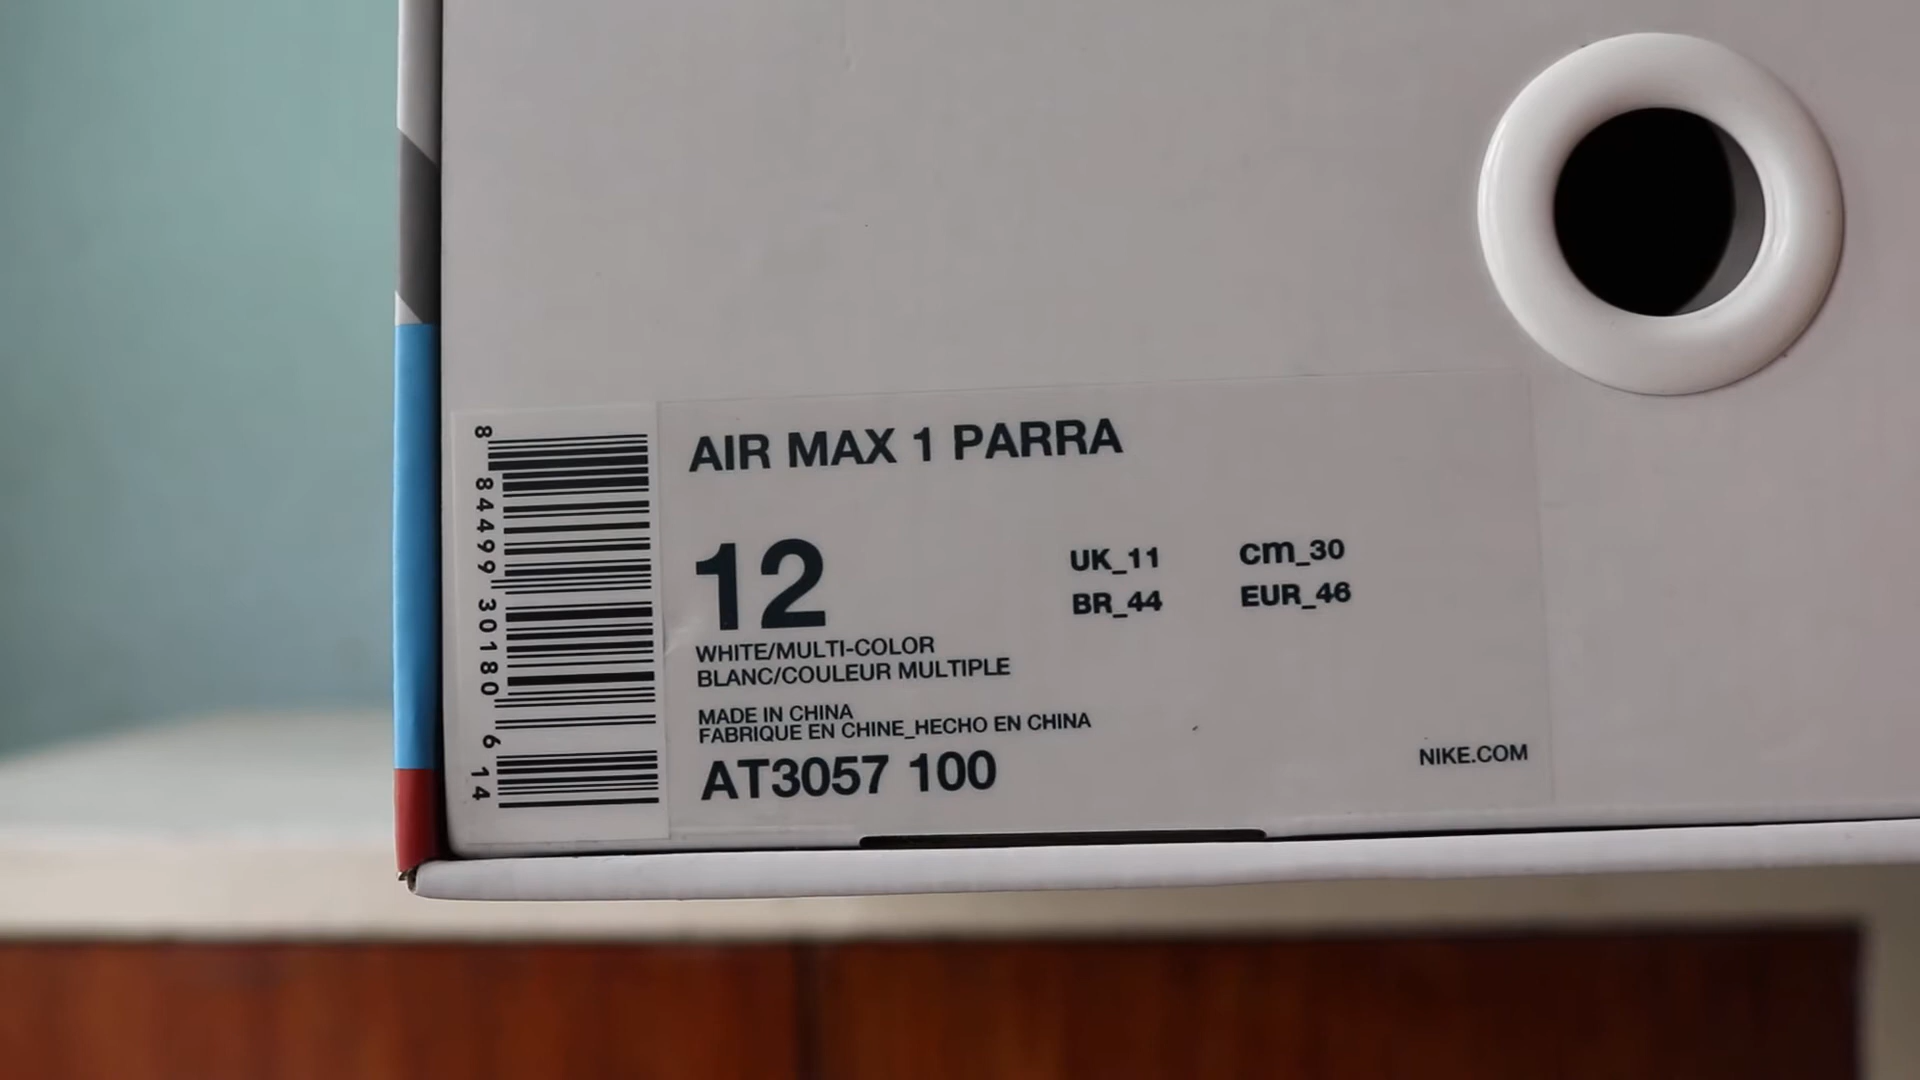 8 84499 30180 6 14
AIR MAX 1 PARRA
12
UK_11 cm_30
BR_44 EUR_46
WHITE/MULTI-COLOR
BLANC/COULEUR MULTIPLE
MADE IN CHINA
FABRIQUE EN CHINE_HECHO EN CHINA
AT3057 100
NIKE.COM